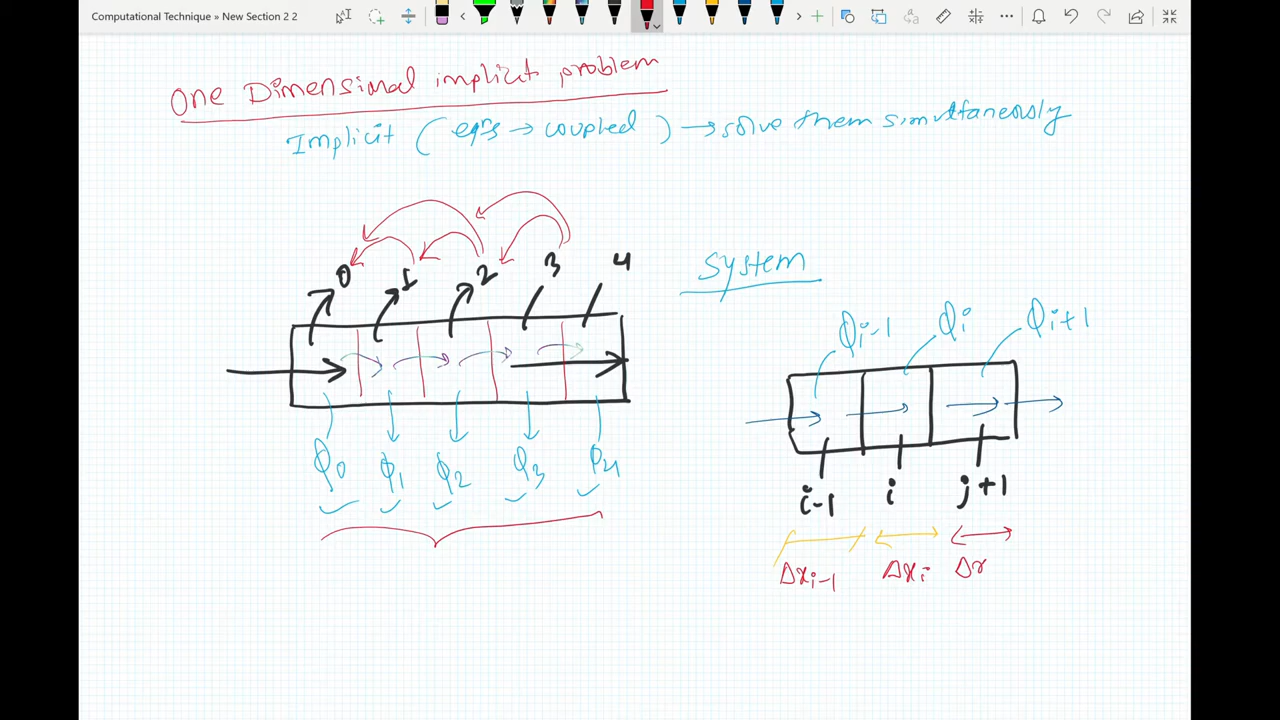 Computational Technique » New Section 2 2
One Dimensional implicit problem
Implicit (eqⁿs → coupled) → solve them simultaneously
0 1 2 3 4
System
ϕi-1 ϕi ϕi+1
ϕ0 ϕ1 ϕ2 ϕ3 ϕ4
i-1 i i+1
Δxi-1 Δxi Δx